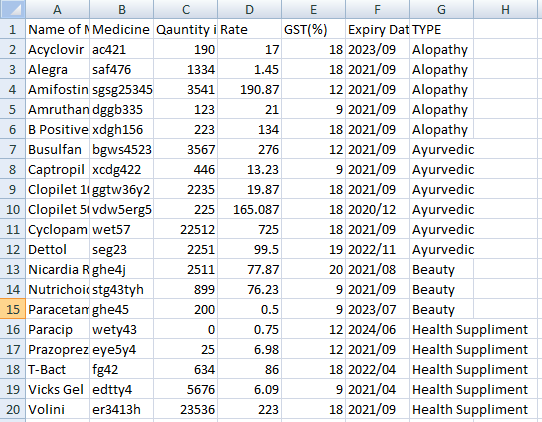 A B C D E F G H
1 Name of M Medicine Qauntity i Rate GST(%) Expiry Dat TYPE
2 Acyclovir ac421 190 17 18 2023/09 Alopathy
3 Alegra saf476 1334 1.45 18 2021/09 Alopathy
4 Amifostin sgsg25345 3541 190.87 12 2021/09 Alopathy
5 Amruthan dggb335 123 21 9 2021/09 Alopathy
6 B Positive xdgh156 223 134 18 2021/09 Alopathy
7 Busulfan bgws4523 3567 276 12 2021/09 Ayurvedic
8 Captropil xcdg422 446 13.23 9 2021/09 Ayurvedic
9 Clopilet 10 ggtw36y2 2235 19.87 18 2021/09 Ayurvedic
10 Clopilet 50 vdw5erg5 225 165.087 18 2020/12 Ayurvedic
11 Cyclopam wet57 22512 725 18 2021/09 Ayurvedic
12 Dettol seg23 2251 99.5 19 2022/11 Ayurvedic
13 Nicardia R ghe4j 2511 77.87 20 2021/08 Beauty
14 Nutrichoic stg43tyh 899 76.23 9 2021/09 Beauty
15 Paracetam ghe45 200 0.5 9 2023/07 Beauty
16 Paracip wety43 0 0.75 12 2024/06 Health Suppliment
17 Prazoprez eye5y4 25 6.98 12 2021/09 Health Suppliment
18 T-Bact fg42 634 86 18 2022/04 Health Suppliment
19 Vicks Gel edtty4 5676 6.09 9 2021/04 Health Suppliment
20 Volini er3413h 23536 223 18 2021/09 Health Suppliment